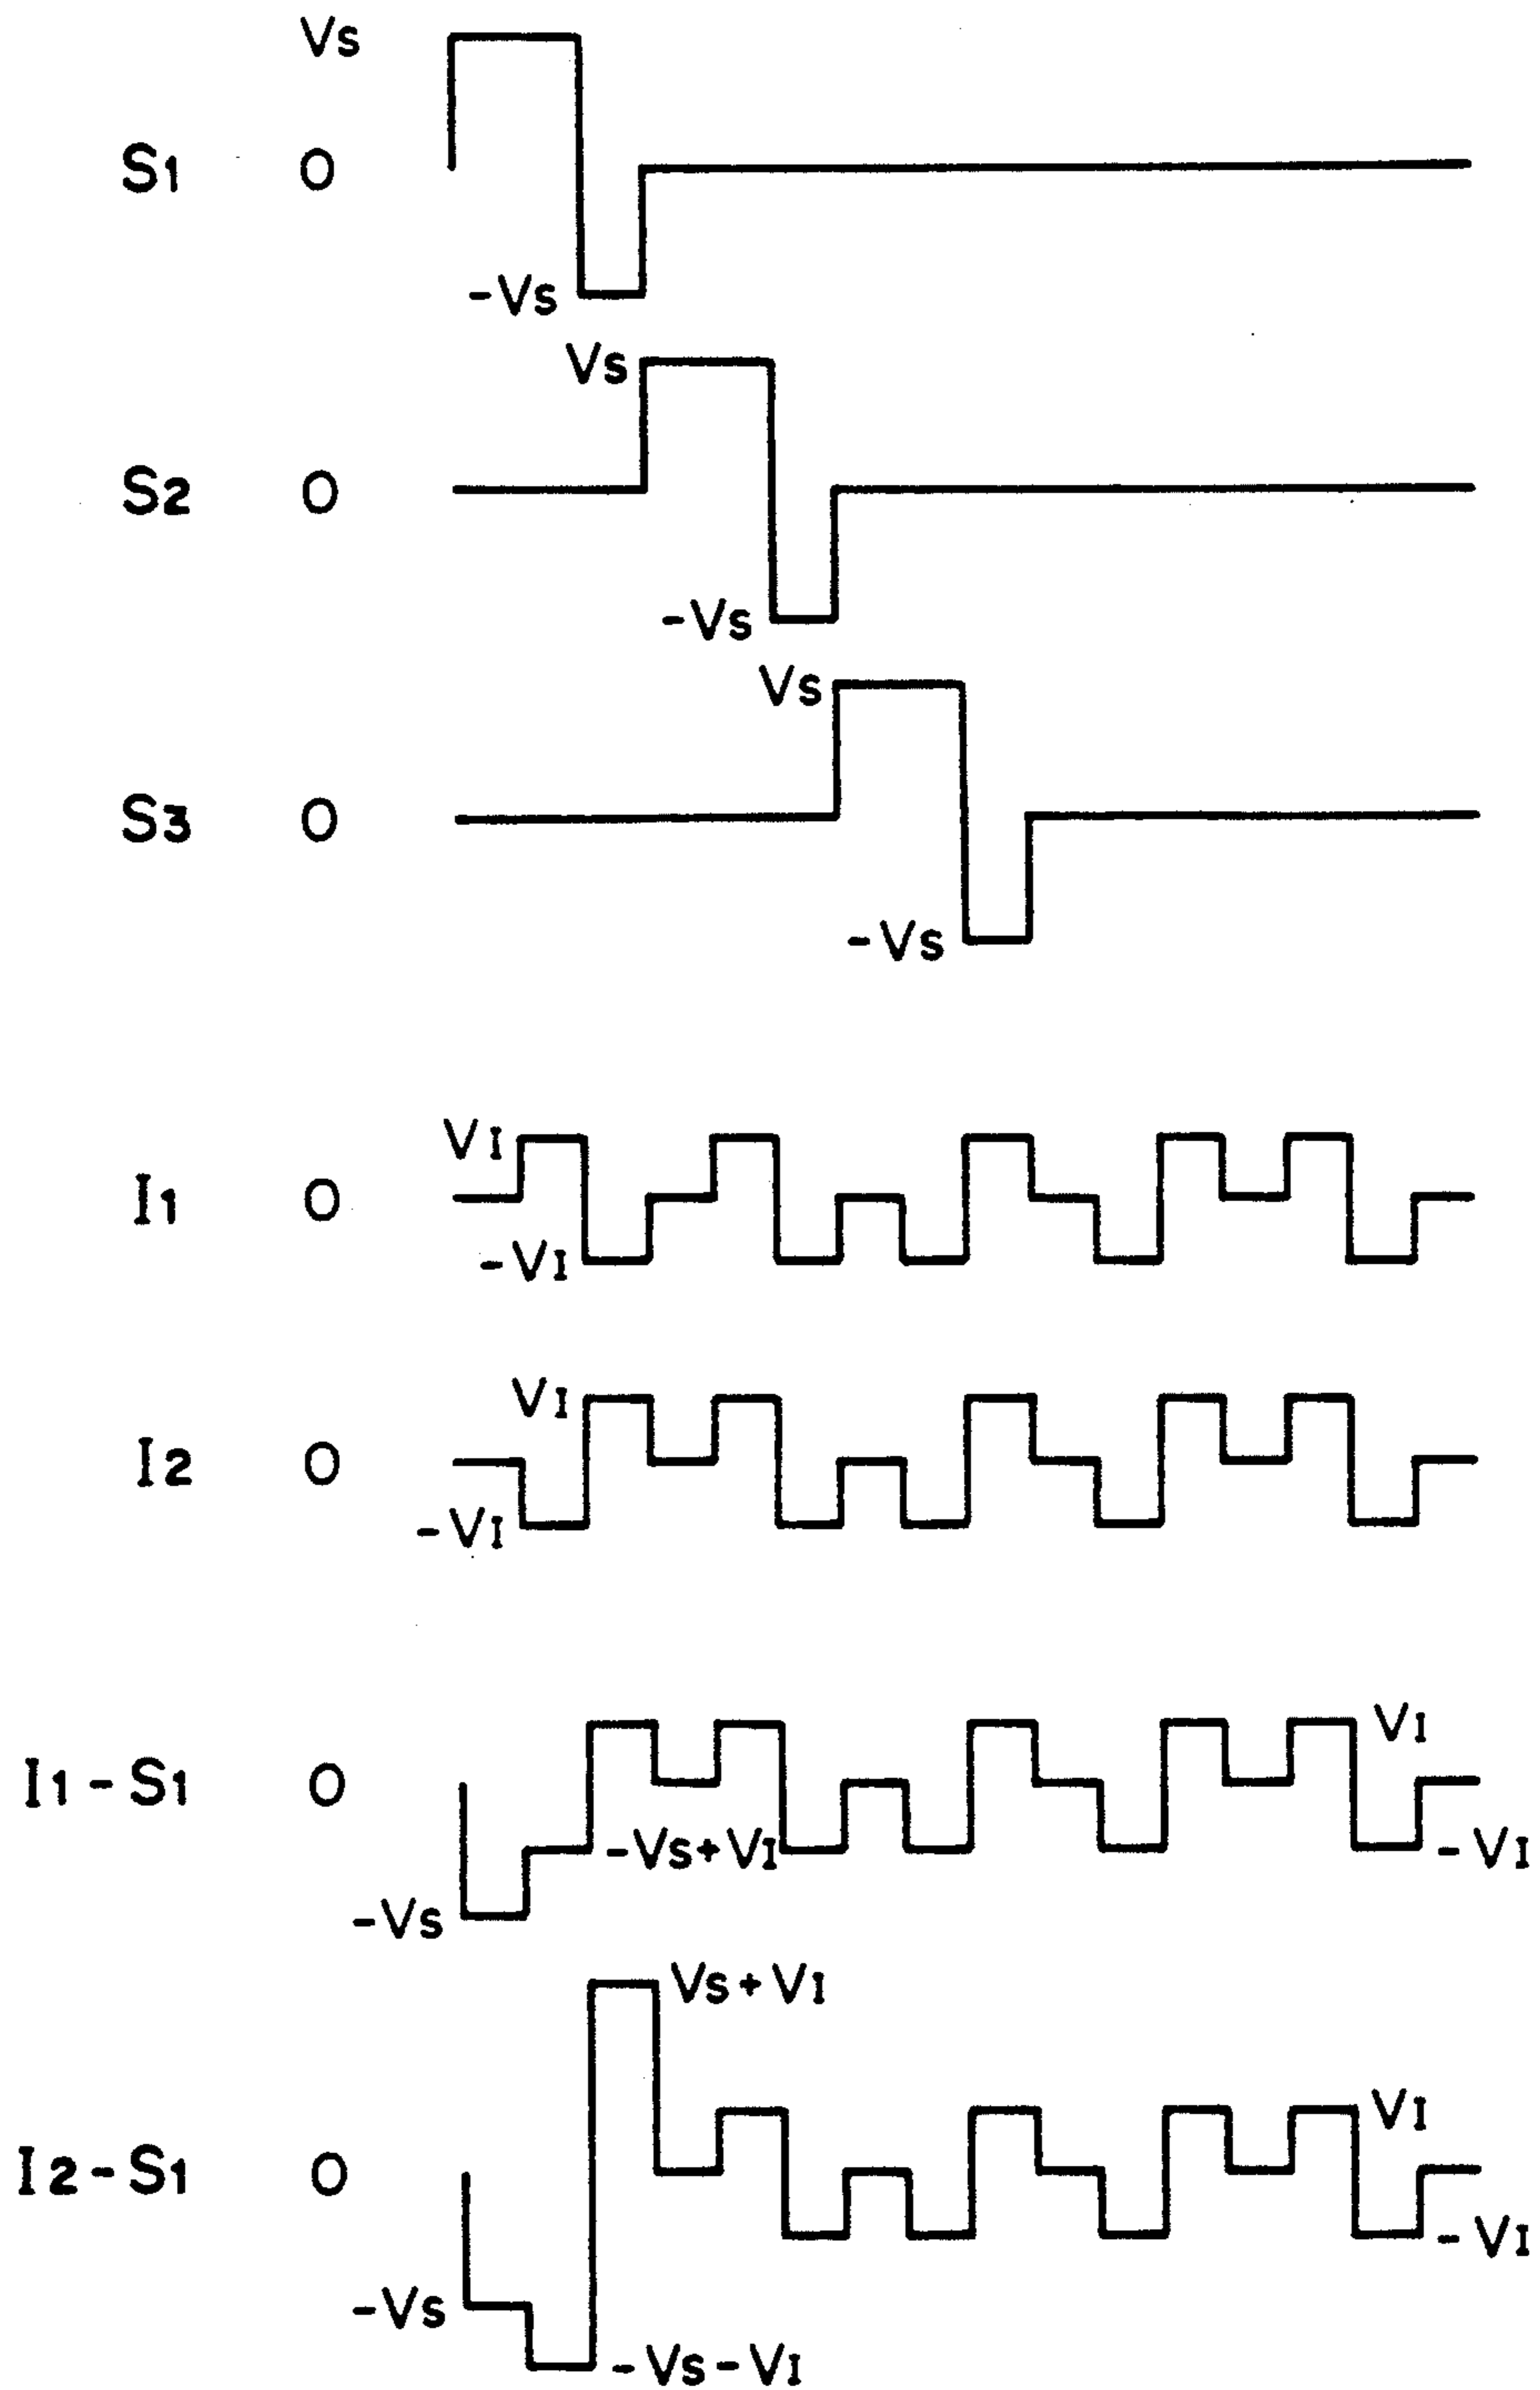 Vs
S1 0
-Vs
Vs
S2 0
-Vs
Vs
S3 0
-Vs
VI
I1 0
-VI
VI
I2 0
-VI
VI
I1-S1 0
-Vs+VI
-VI
-Vs
Vs+VI
VI
I2-S1 0
-VI
-Vs
-Vs-VI